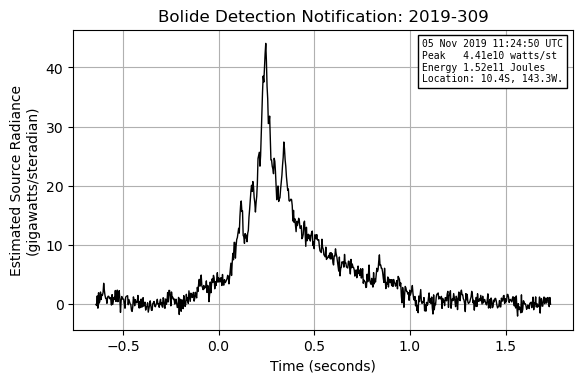 Bolide Detection Notification: 2019-309
05 Nov 2019 11:24:50 UTC
Peak   4.41e10 watts/st
Energy 1.52e11 Joules
Location: 10.4S, 143.3W.
Estimated Source Radiance
(gigawatts/steradian)
40
30
20
10
0
−0.5 0.0 0.5 1.0 1.5
Time (seconds)